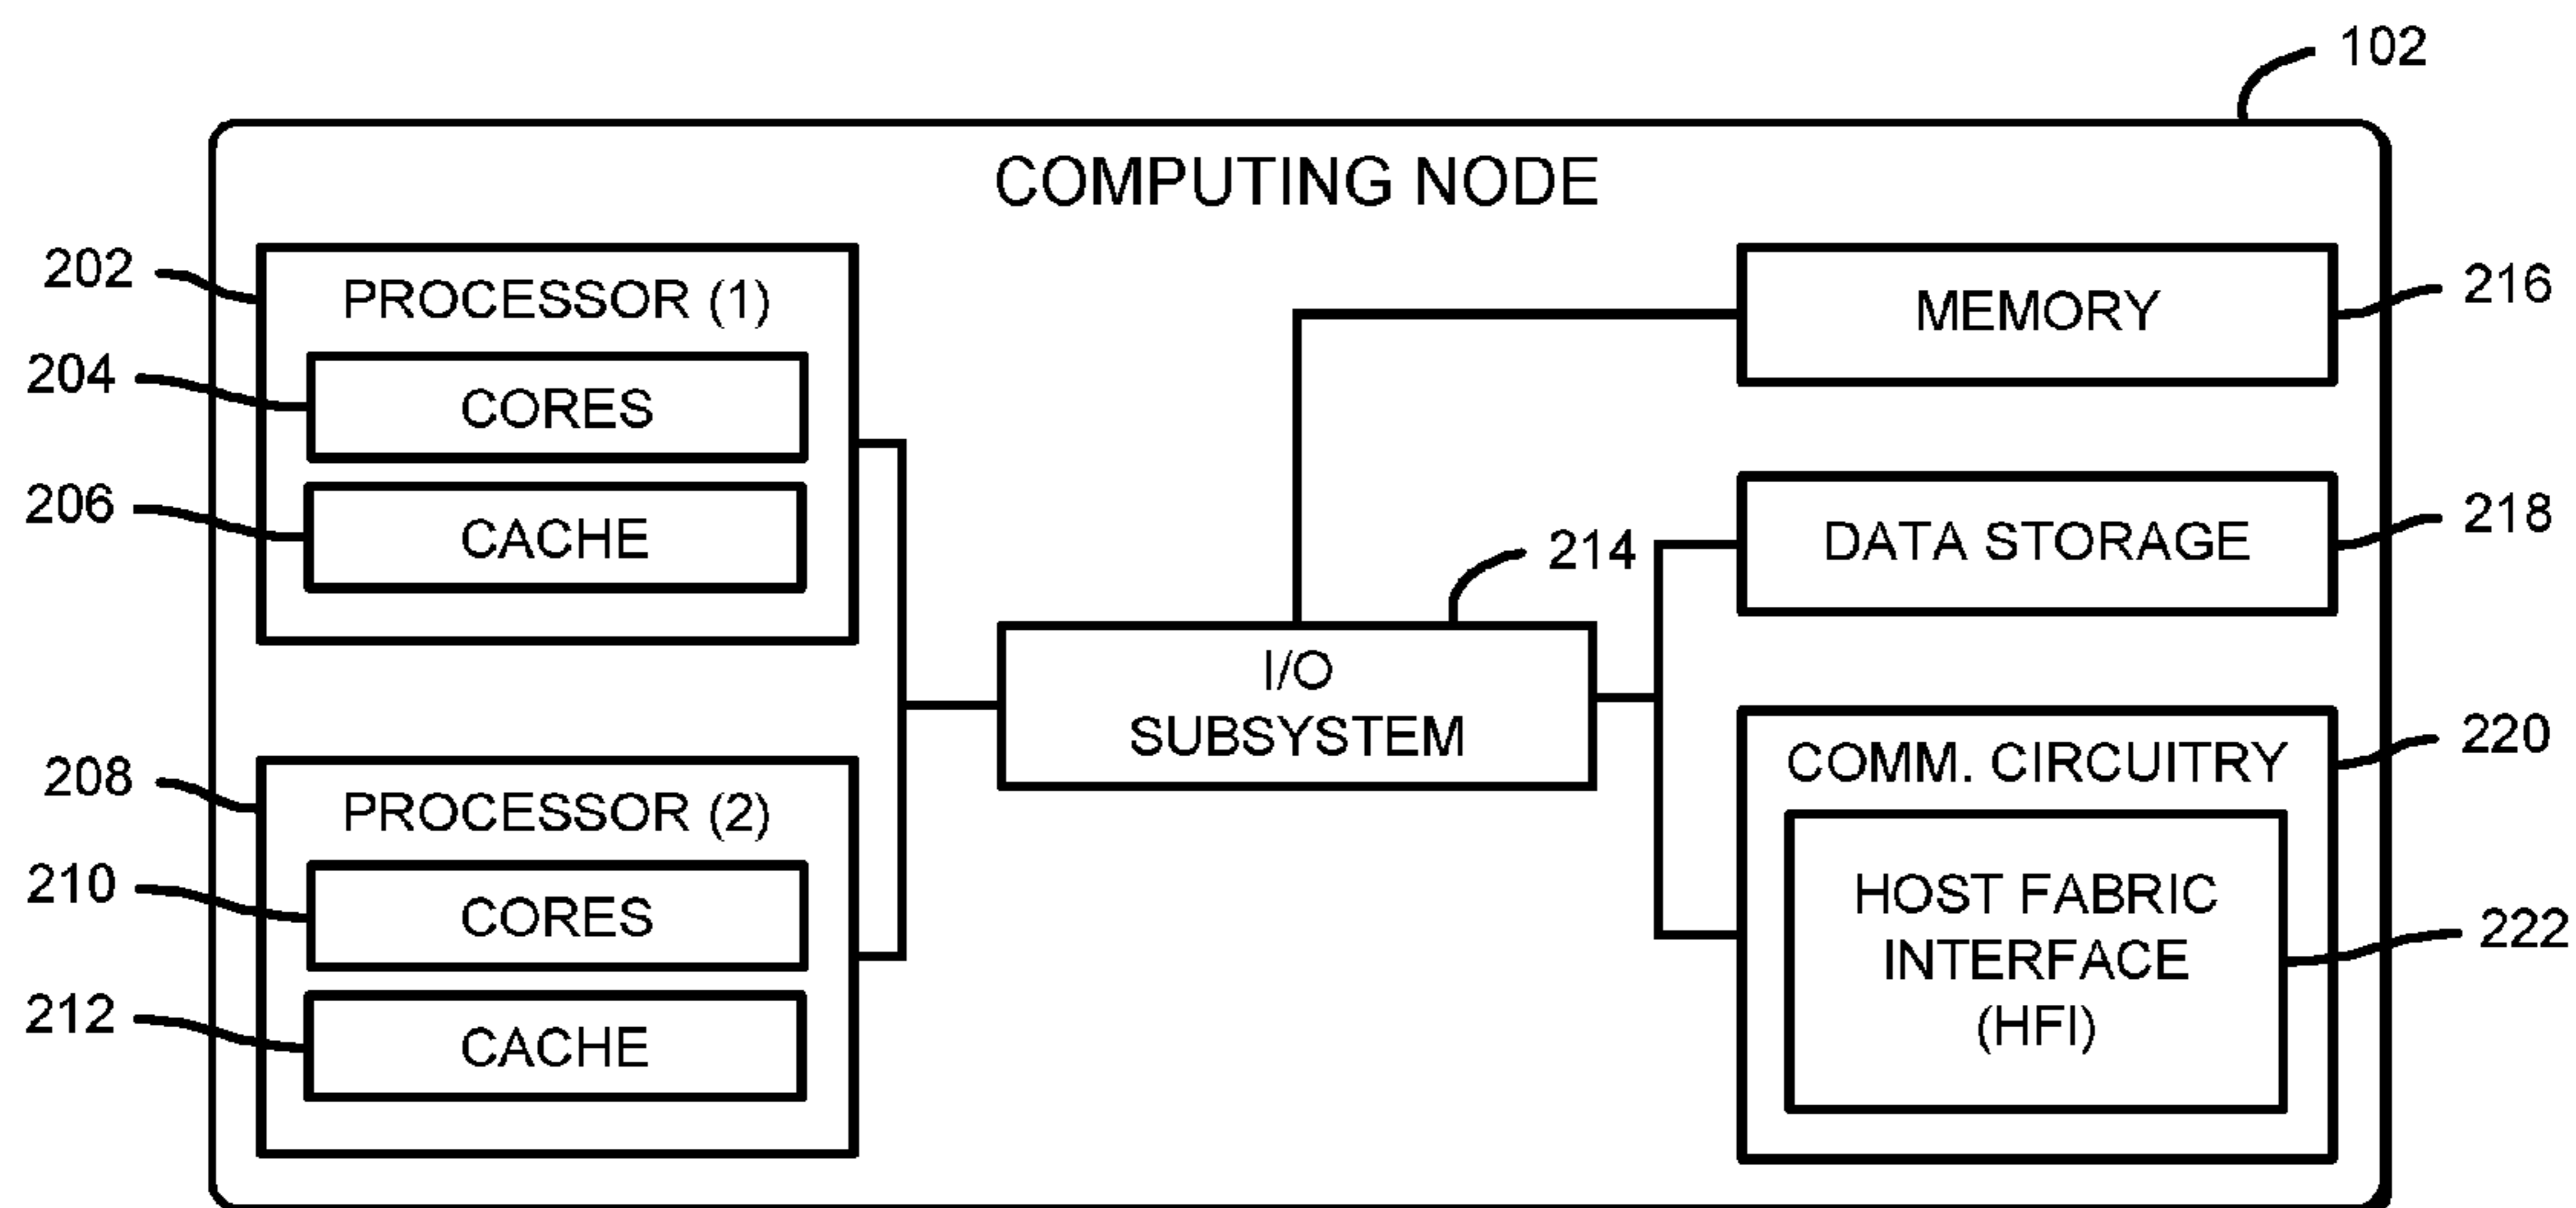 102
COMPUTING NODE
202
PROCESSOR (1)
204
CORES
206
CACHE
208
PROCESSOR (2)
210
CORES
212
CACHE
214
I/O
SUBSYSTEM
MEMORY
216
DATA STORAGE
218
COMM. CIRCUITRY
220
HOST FABRIC
INTERFACE
(HFI)
222